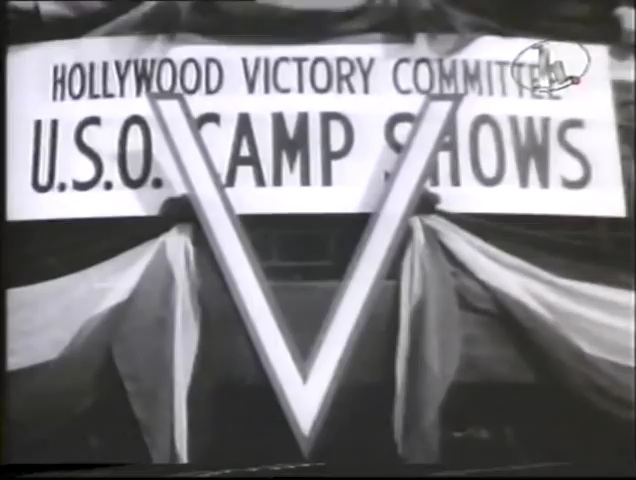 HOLLYWOOD VICTORY COMMITTEE
U.S.O. CAMP SHOWS
V